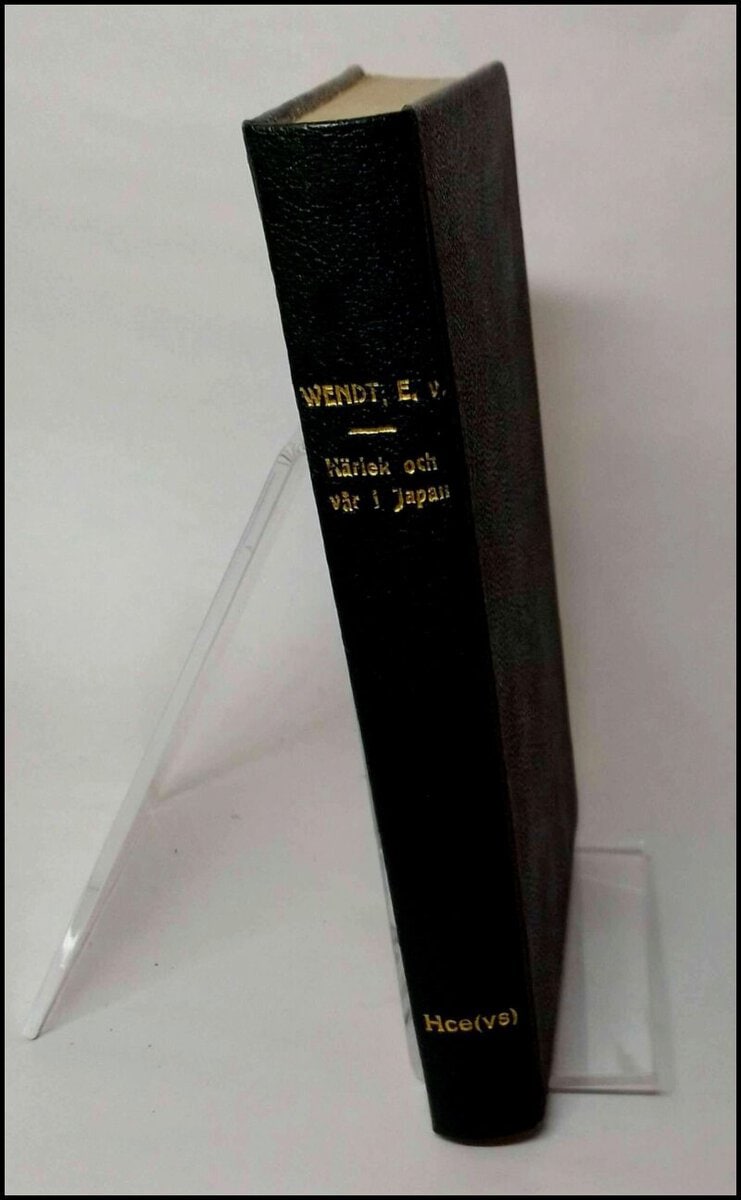 WENDT, E. v.
Kärlek och
vår i Japan
Hce(vs)